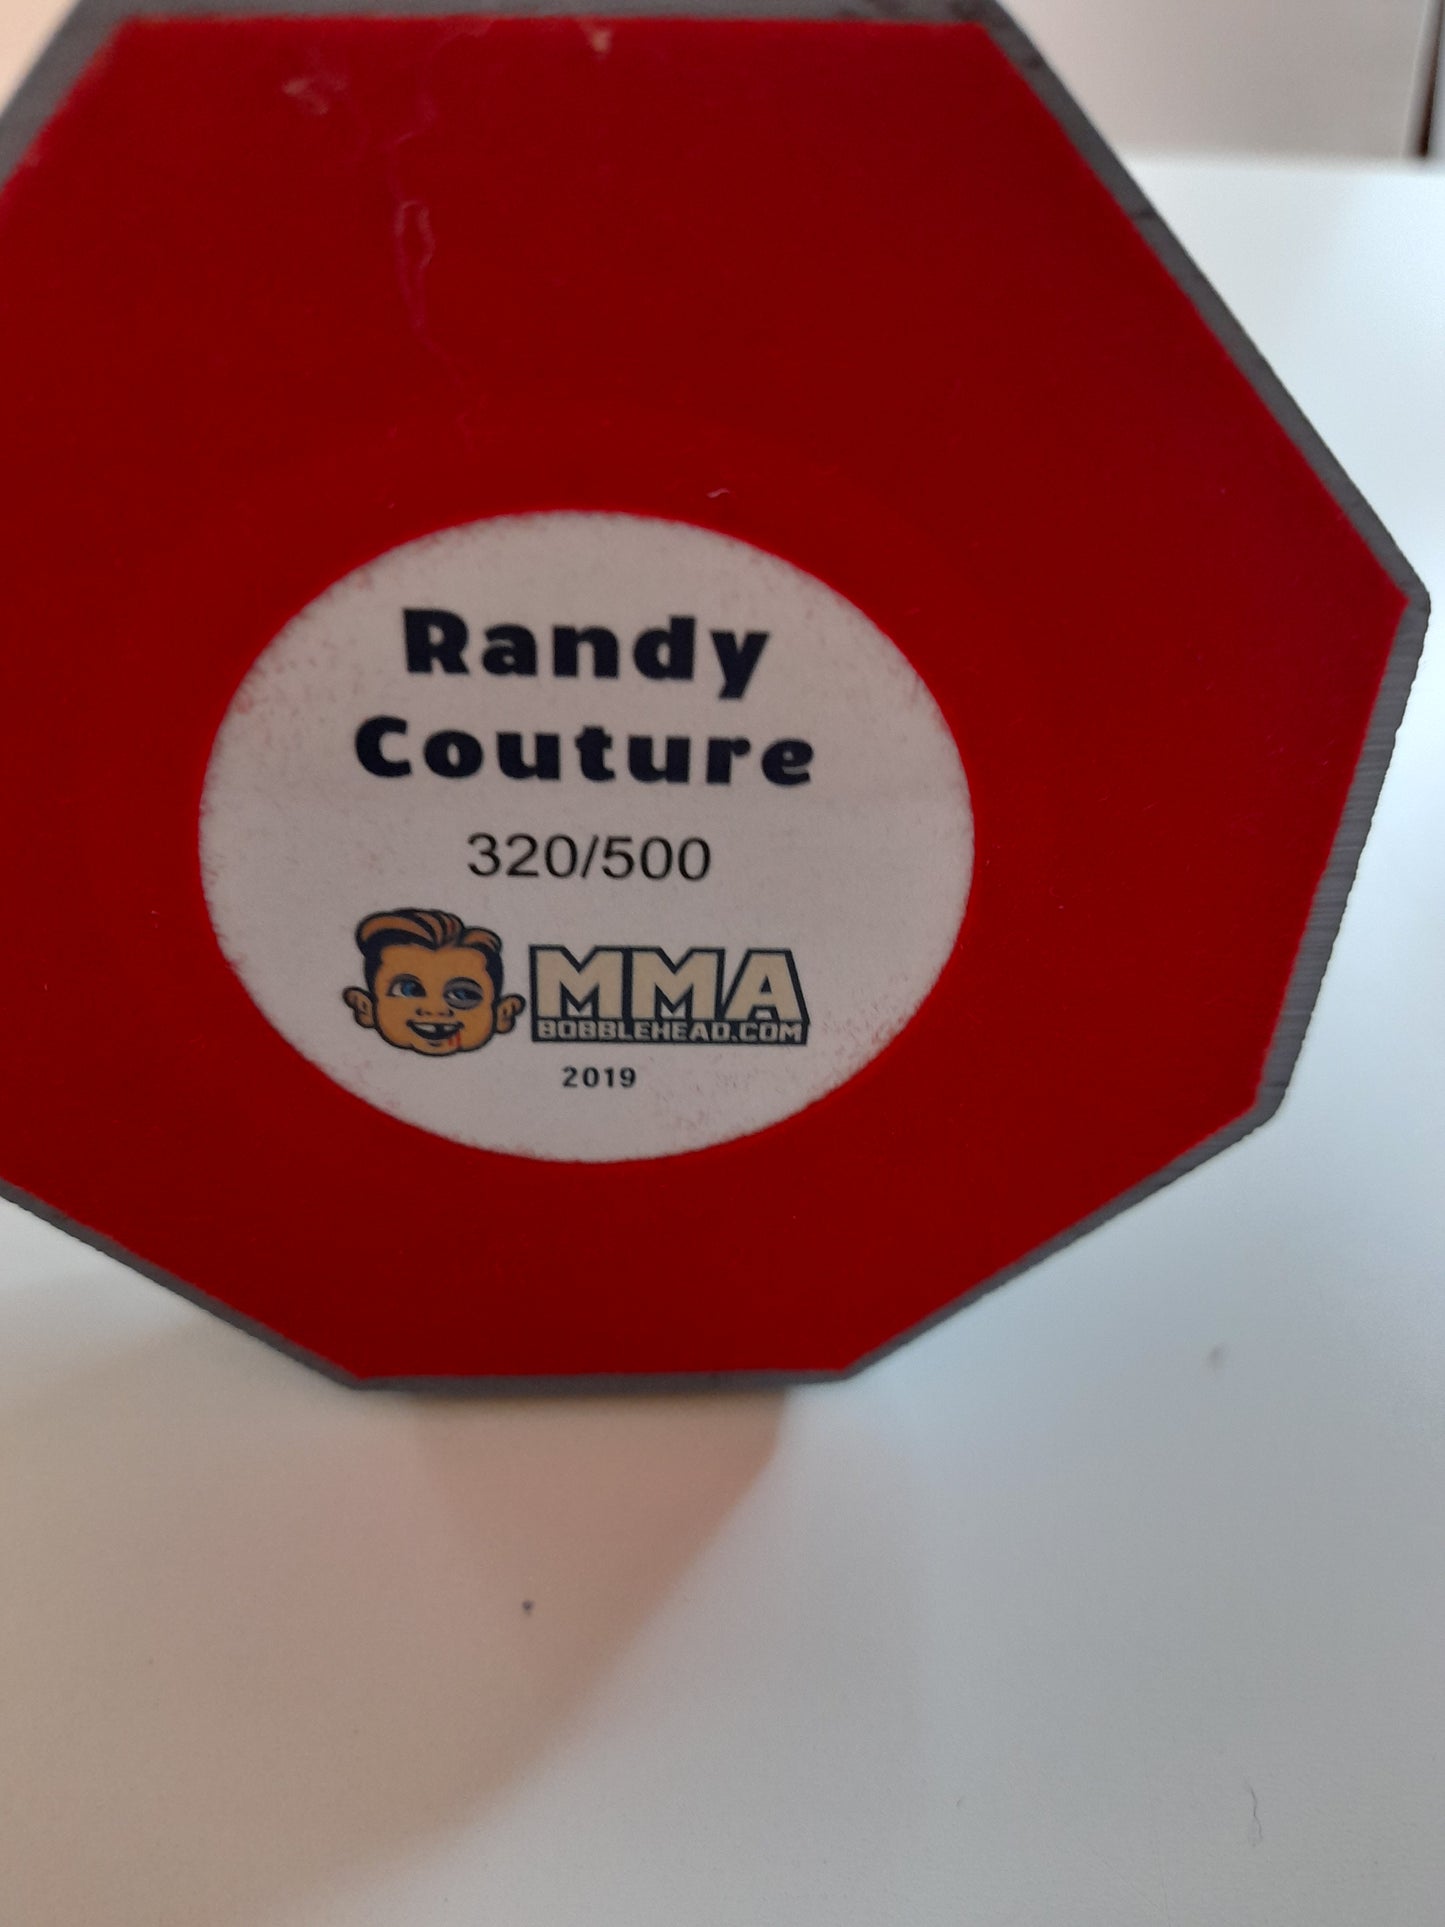 Randy
Couture
320/500
MMA
BOBBLEHEAD.COM
2019